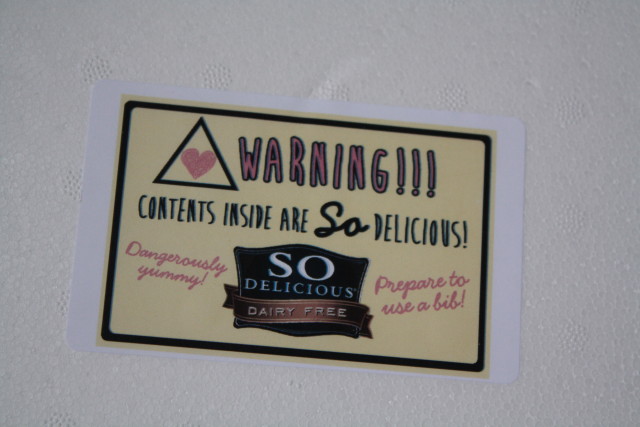 WARNING!!!
CONTENTS INSIDE ARE So DELICIOUS!
Dangerously
yummy!
SO
DELICIOUS®
DAIRY FREE
Prepare to
use a bib!